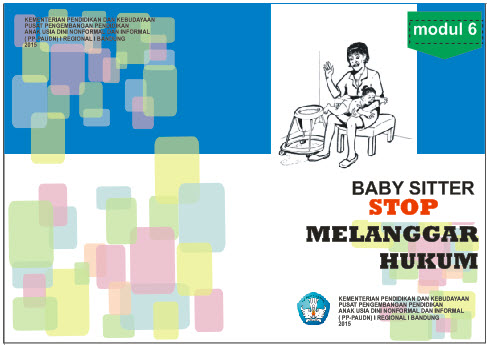 KEMENTERIAN PENDIDIKAN DAN KEBUDAYAAN
PUSAT PENGEMBANGAN PENDIDIKAN
ANAK USIA DINI NONFORMAL DAN INFORMAL
( PP-PAUDNI ) REGIONAL I BANDUNG
2015
modul 6
BABY SITTER
STOP
MELANGGAR
HUKUM
KEMENTERIAN PENDIDIKAN DAN KEBUDAYAAN
PUSAT PENGEMBANGAN PENDIDIKAN
ANAK USIA DINI NONFORMAL DAN INFORMAL
( PP-PAUDNI ) REGIONAL I BANDUNG
2015